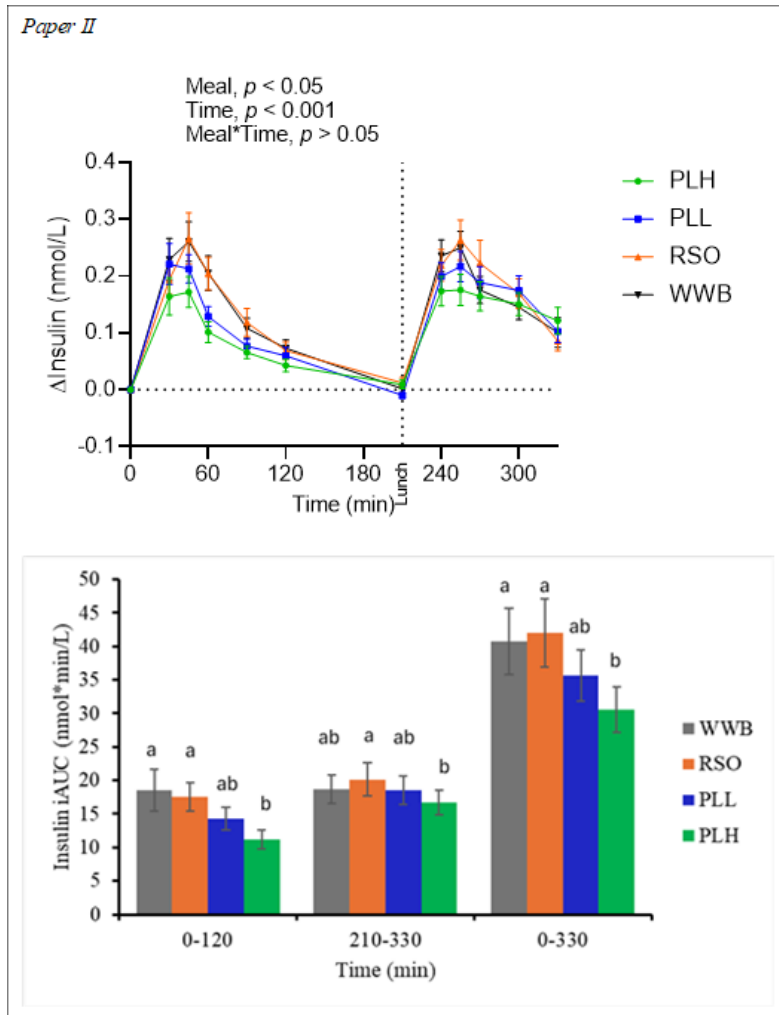 Paper II
Meal, p < 0.05
Time, p < 0.001
Meal*Time, p > 0.05
0.4
0.3
0.2
0.1
0.0
-0.1
ΔInsulin (nmol/L)
PLH
PLL
RSO
WWB
0 60 120 180 240 300
Time (min)
Lunch
50
45
40
35
30
25
20
15
10
5
0
Insulin iAUC (nmol*min/L)
a a ab b
ab a ab b
a a ab b
WWB
RSO
PLL
PLH
0-120 210-330 0-330
Time (min)